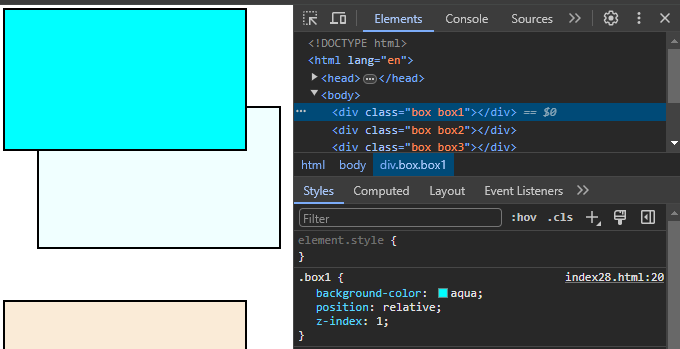 Elements Console Sources
<!DOCTYPE html>
<html lang="en">
<head> ⋯ </head>
<body>
⋯ <div class="box box1"></div> == $0
<div class="box box2"></div>
<div class="box box3"></div>
html body div.box.box1
Styles Computed Layout Event Listeners
Filter :hov .cls
element.style {
}
.box1 { index28.html:20
background-color: aqua;
position: relative;
z-index: 1;
}